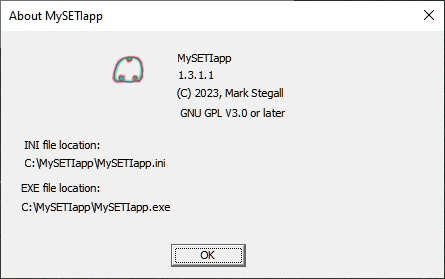 About MySETIapp
MySETIapp
1.3.1.1
(C) 2023, Mark Stegall
GNU GPL V3.0 or later
INI file location:
C:\MySETIapp\MySETIapp.ini
EXE file location:
C:\MySETIapp\MySETIapp.exe
OK